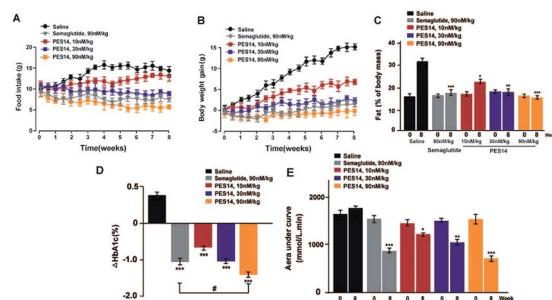 A
Saline
Semaglutide, 90nM/kg
PES14, 10nM/kg
PES14, 30nM/kg
PES14, 90nM/kg
Food intake (g)
25
20
15
10
5
0
0 1 2 3 4 5 6 7 8
Time(weeks)
B
Saline
Semaglutide, 90nM/kg
PES14, 10nM/kg
PES14, 30nM/kg
PES14, 90nM/kg
Body weight gain(g)
15
10
5
0
0 1 2 3 4 5 6 7 8
Time(weeks)
C
Saline
Semaglutide, 90nM/kg
PES14, 10nM/kg
PES14, 30nM/kg
PES14, 90nM/kg
Fat (% of body mass)
40
30
20
10
0
*** * ** ***
0 8 0 8 0 8 0 8 0 8 Week
Saline 90nM/kg 10nM/kg 30nM/kg 90nM/kg
Semaglutide PES14
D
Saline
Semglutide, 90nM/kg
PES14, 10nM/kg
PES14, 30nM/kg
PES14, 90nM/kg
ΔHbA1c(%)
1.0
0.0
-1.0
-2.0
*** *** *** ***
#
E
Saline
Semglutide, 90nM/kg
PES14, 10nM/kg
PES14, 30nM/kg
PES14, 90nM/kg
Aera under curve
(mmol/L.min)
2000
1000
0
*** * ** ***
0 8 0 8 0 8 0 8 0 8 Week